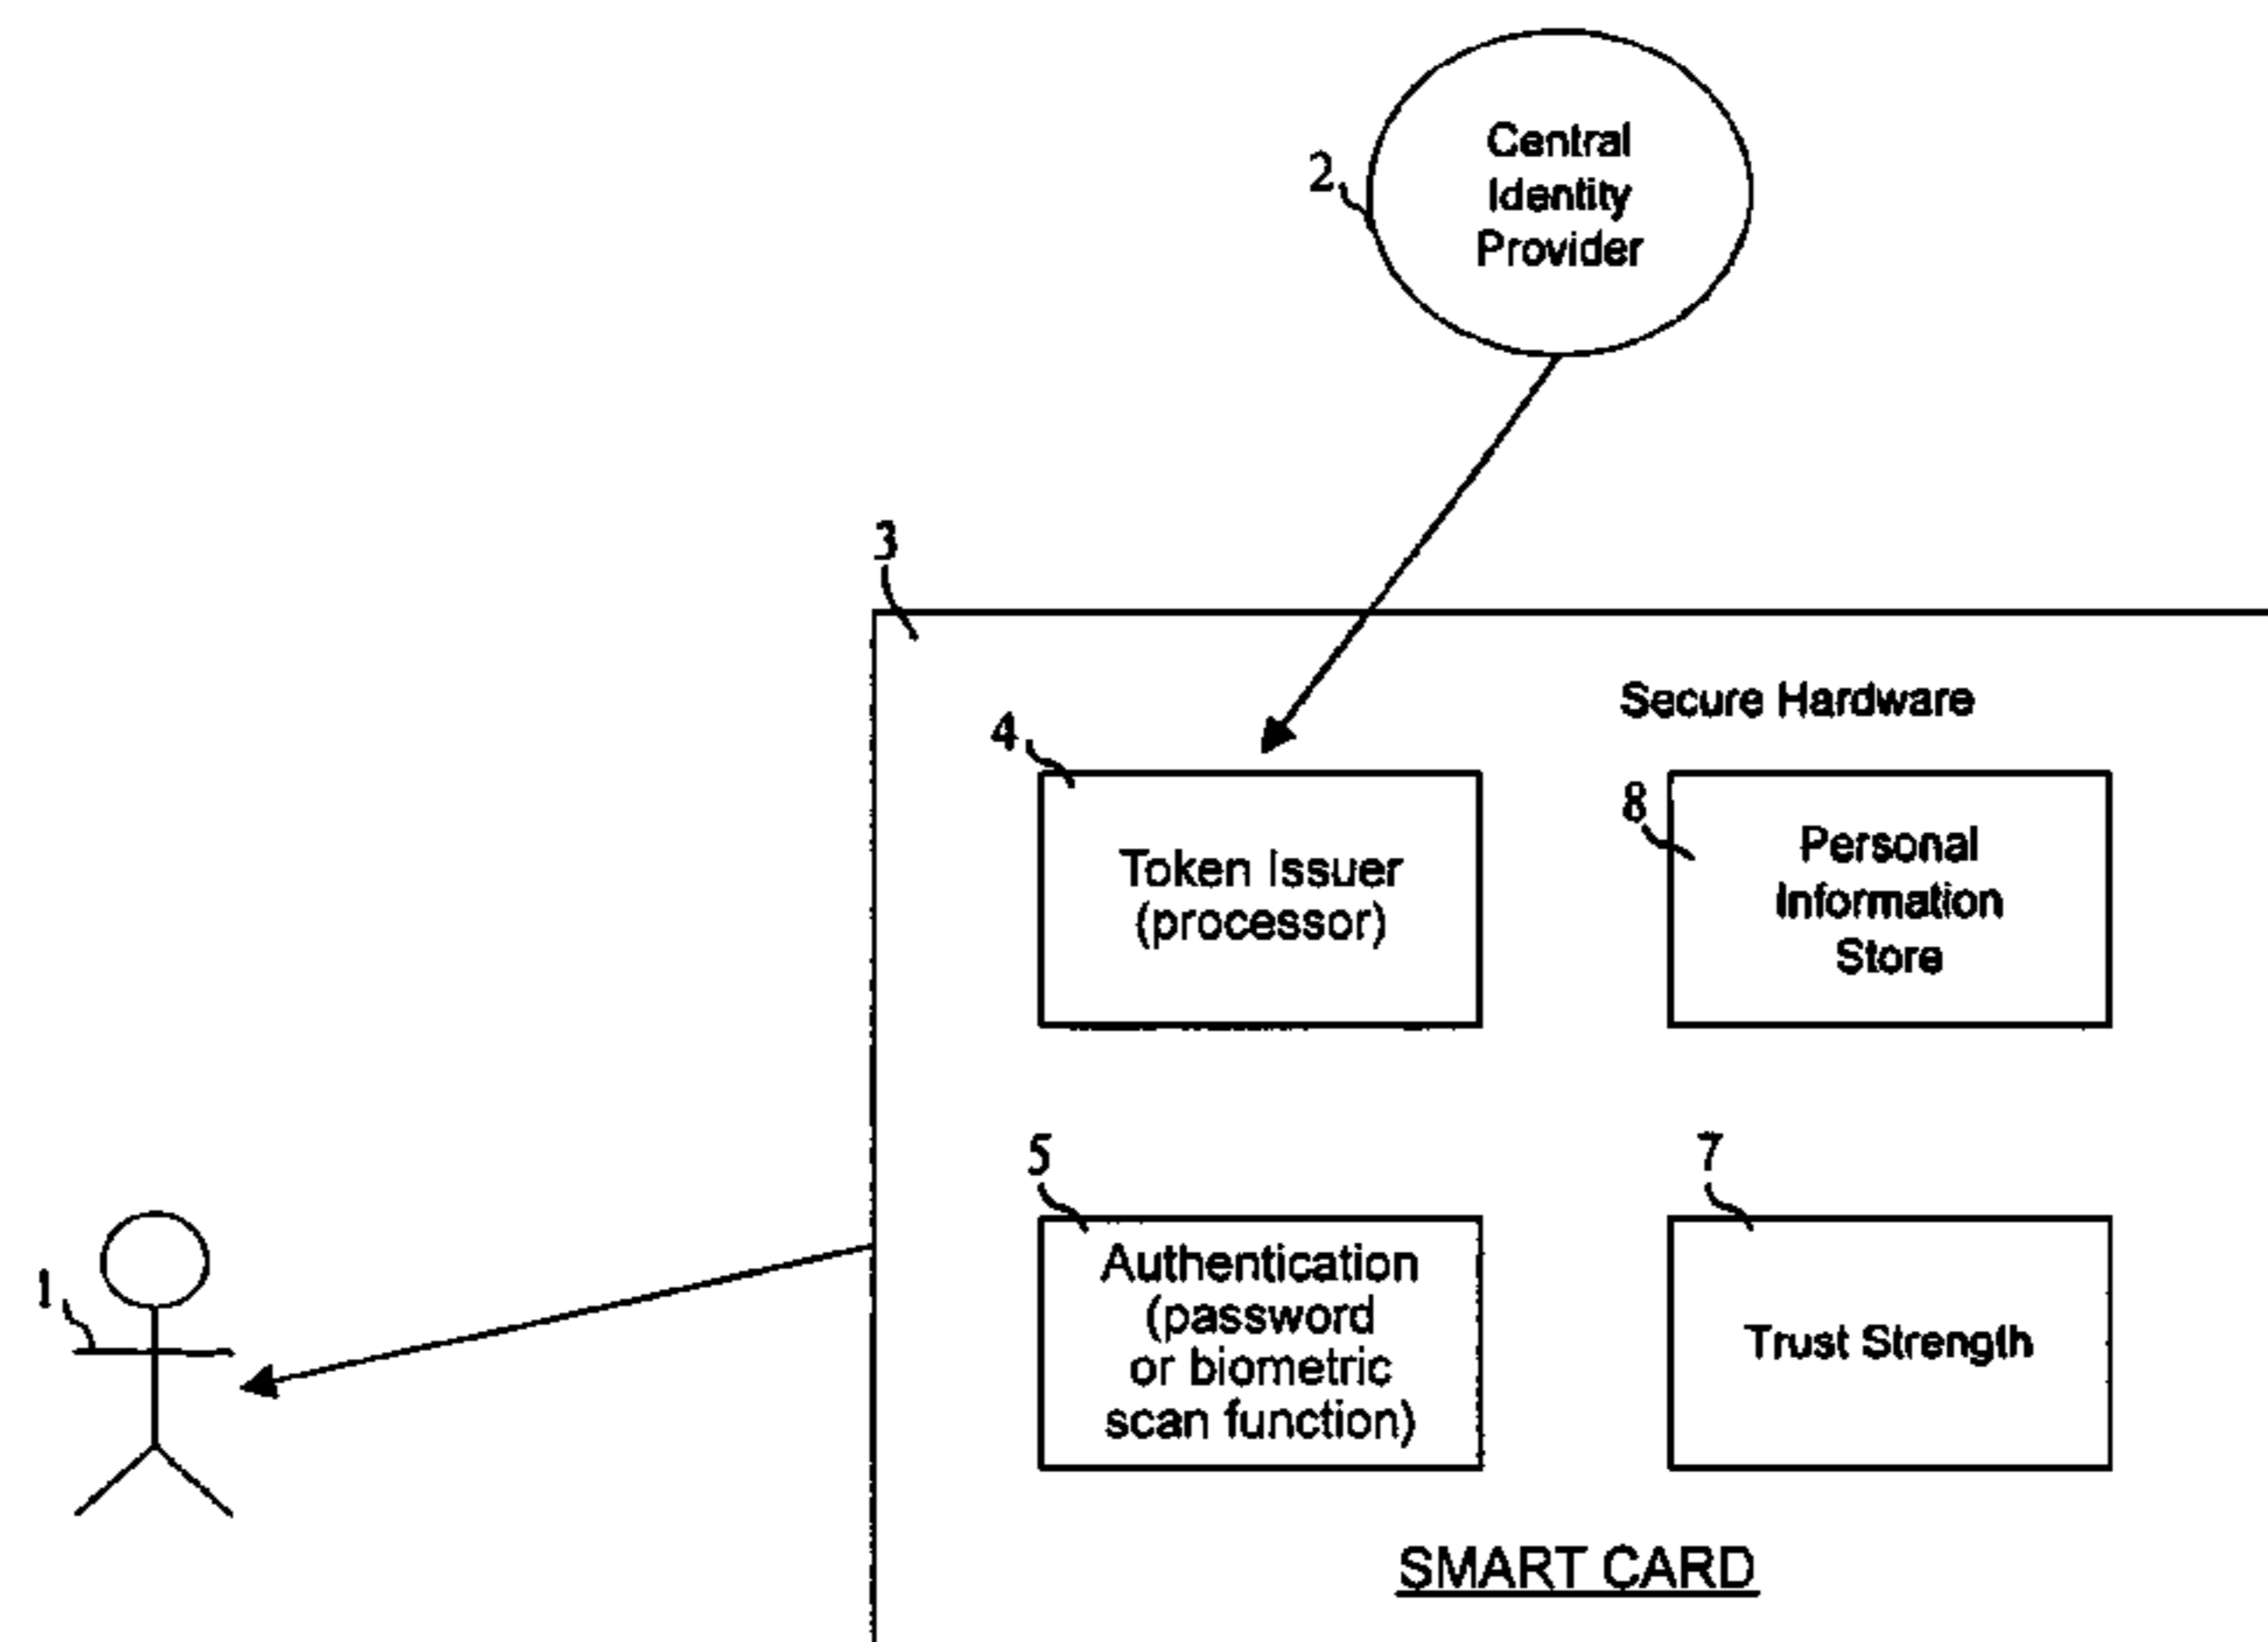 2
Central
Identity
Provider
3
Secure Hardware
4
Token Issuer
(processor)
8
Personal
Information
Store
5
Authentication
(password
or biometric
scan function)
7
Trust Strength
1
SMART CARD